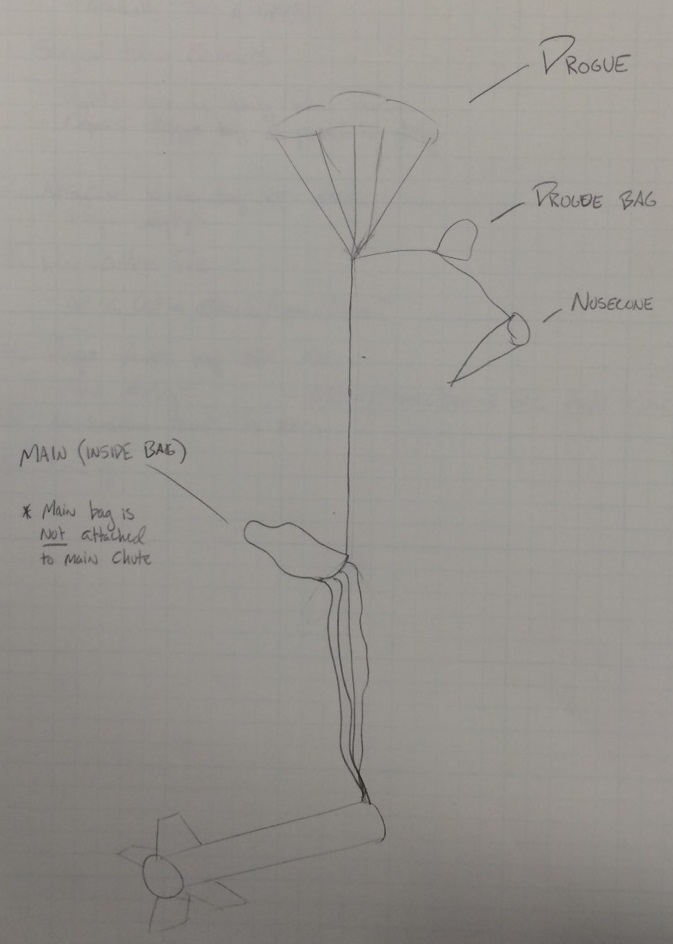 DROGUE
DROGUE BAG
NOSECONE
MAIN (INSIDE BAG)
* Main bag is
NOT attached
to main chute